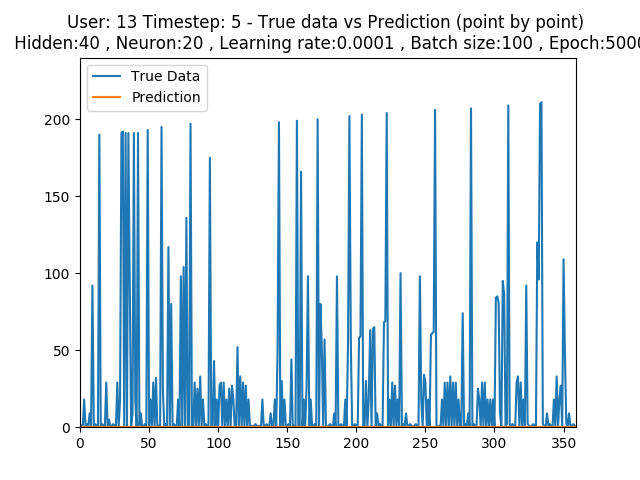 User: 13 Timestep: 5 - True data vs Prediction (point by point)
Hidden:40 , Neuron:20 , Learning rate:0.0001 , Batch size:100 , Epoch:5000
True Data
Prediction
200
150
100
50
0
0 50 100 150 200 250 300 350